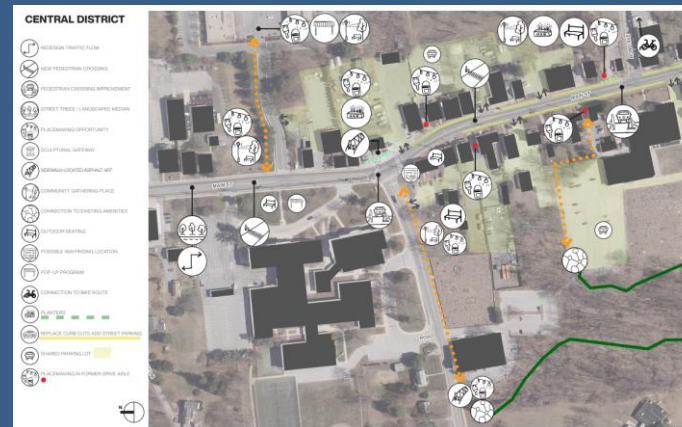 CENTRAL DISTRICT
REDESIGN TRAFFIC FLOW
NEW PEDESTRIAN CROSSING
PEDESTRIAN CROSSING IMPROVEMENT
STREET TREES / LANDSCAPED MEDIAN
PLACEMAKING OPPORTUNITY
SCULPTURAL GATEWAY
SIDEWALK-LOCATED ASPHALT ART
COMMUNITY GATHERING PLACE
CONNECTION TO EXISTING AMENITIES
OUTDOOR SEATING
POSSIBLE WAYFINDING LOCATION
POP-UP PROGRAM
CONNECTION TO BIKE ROUTE
PLANTERS
REPLACE CURB CUTS ADD STREET PARKING
SHARED PARKING LOT
PLACEMAKING IN FORMER DRIVE AISLE
N
MAIN ST
MAIN ST